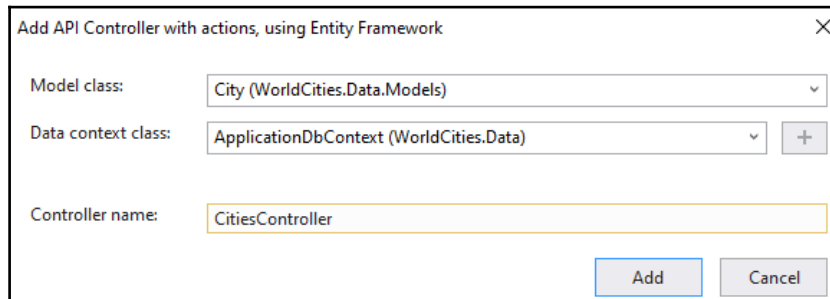 Add API Controller with actions, using Entity Framework
Model class: City (WorldCities.Data.Models)
Data context class: ApplicationDbContext (WorldCities.Data) +
Controller name: CitiesController
Add Cancel